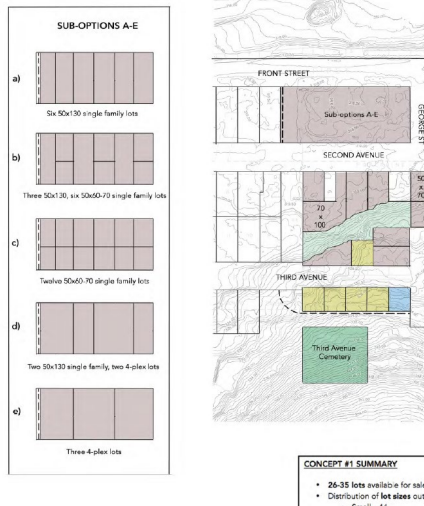 SUB-OPTIONS A-E
a)
Six 50x130 single family lots
b)
Three 50x130, six 50x60-70 single family lots
c)
Twelve 50x60-70 single family lots
d)
Two 50x130 single family, two 4-plex lots
e)
Three 4-plex lots
FRONT STREET
Sub-options A-E
GEORGE ST
SECOND AVENUE
50
x
70
70
x
100
THIRD AVENUE
Third Avenue
Cemetery
CONCEPT #1 SUMMARY
• 26-35 lots available for sale
• Distribution of lot sizes out